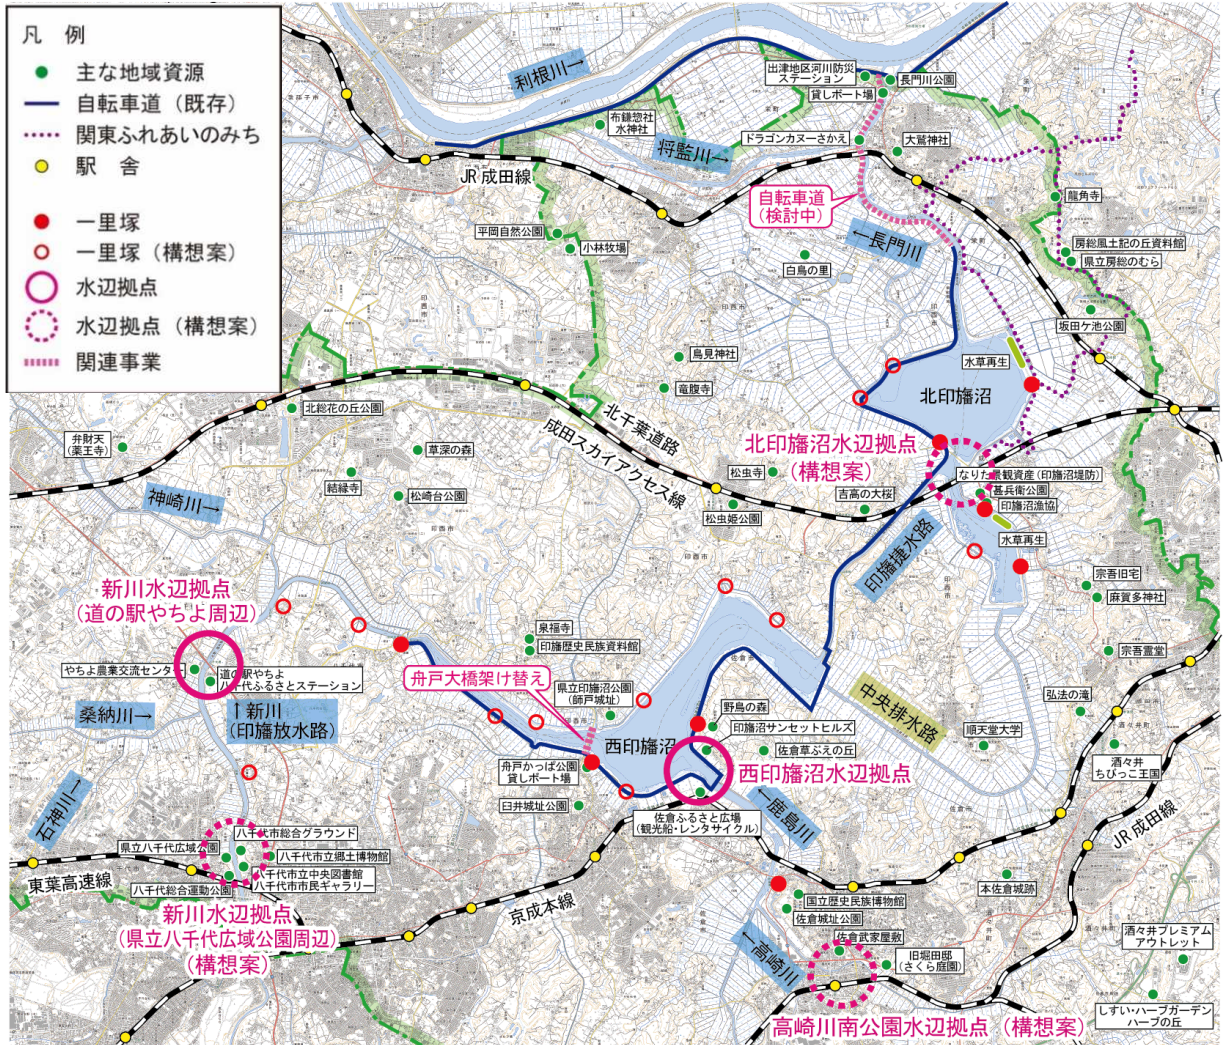 凡　例
主な地域資源
自転車道（既存）
関東ふれあいのみち
駅　舎
一里塚
一里塚（構想案）
水辺拠点
水辺拠点（構想案）
関連事業
利根川→
出津地区河川防災
ステーション
長門川公園
貸しボート場
布鎌惣社
水神社
将監川→
ドラゴンカヌーさかえ
大鷲神社
JR成田線
自転車道
（検討中）
龍角寺
平岡自然公園
小林牧場
←長門川
房総風土記の丘資料館
県立房総のむら
白鳥の里
坂田ケ池公園
鳥見神社
水草再生
竜腹寺
北印旛沼
北総花の丘公園
北千葉道路
成田スカイアクセス線
弁財天
（薬王寺）
草深の森
北印旛沼水辺拠点
（構想案）
松虫寺
なりた景観資産（印旛沼堤防）
結縁寺
松崎台公園
吉高の大桜
甚兵衛公園
印旛沼漁協
神崎川→
松虫姫公園
水草再生
印旛捷水路
新川水辺拠点
（道の駅やちよ周辺）
宗吾旧宅
麻賀多神社
泉福寺
印旛歴史民族資料館
宗吾霊堂
やちよ農業交流センター
道の駅やちよ
八千代ふるさとステーション
舟戸大橋架け替え
県立印旛沼公園
（師戸城址）
中央排水路
弘法の滝
桑納川→
↑新川
（印旛放水路）
野鳥の森
印旛沼サンセットヒルズ
西印旛沼
佐倉草ぶえの丘
順天堂大学
酒々井
ちびっこ王国
舟戸かっぱ公園
貸しボート場
西印旛沼水辺拠点
石神川→
臼井城址公園
佐倉ふるさと広場
（観光船・レンタサイクル）
←鹿島川
JR成田線
八千代市総合グラウンド
県立八千代広域公園
八千代市立郷土博物館
八千代市立中央図書館
八千代市市民ギャラリー
八千代総合運動公園
東葉高速線
本佐倉城跡
国立歴史民族博物館
佐倉城址公園
京成本線
新川水辺拠点
（県立八千代広域公園周辺）
（構想案）
佐倉武家屋敷
←高崎川
旧堀田邸
（さくら庭園）
酒々井プレミアム
アウトレット
しすい・ハーブガーデン
ハーブの丘
高崎川南公園水辺拠点（構想案）